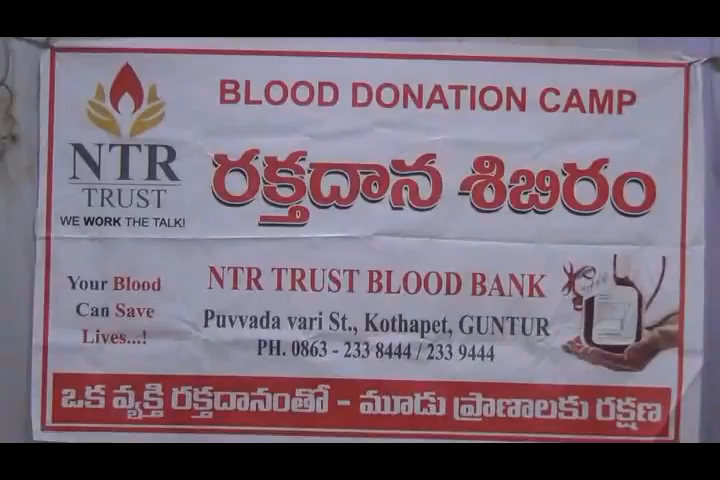 BLOOD DONATION CAMP
NTR
TRUST
WE WORK THE TALK!
రక్తదాన శిబిరం
Your Blood
Can Save
Lives...!
NTR TRUST BLOOD BANK
Puvvada vari St., Kothapet, GUNTUR
PH. 0863 - 233 8444 / 233 9444
ఒక వ్యక్తి రక్తదానంతో - మూడు ప్రాణాలకు రక్షణ